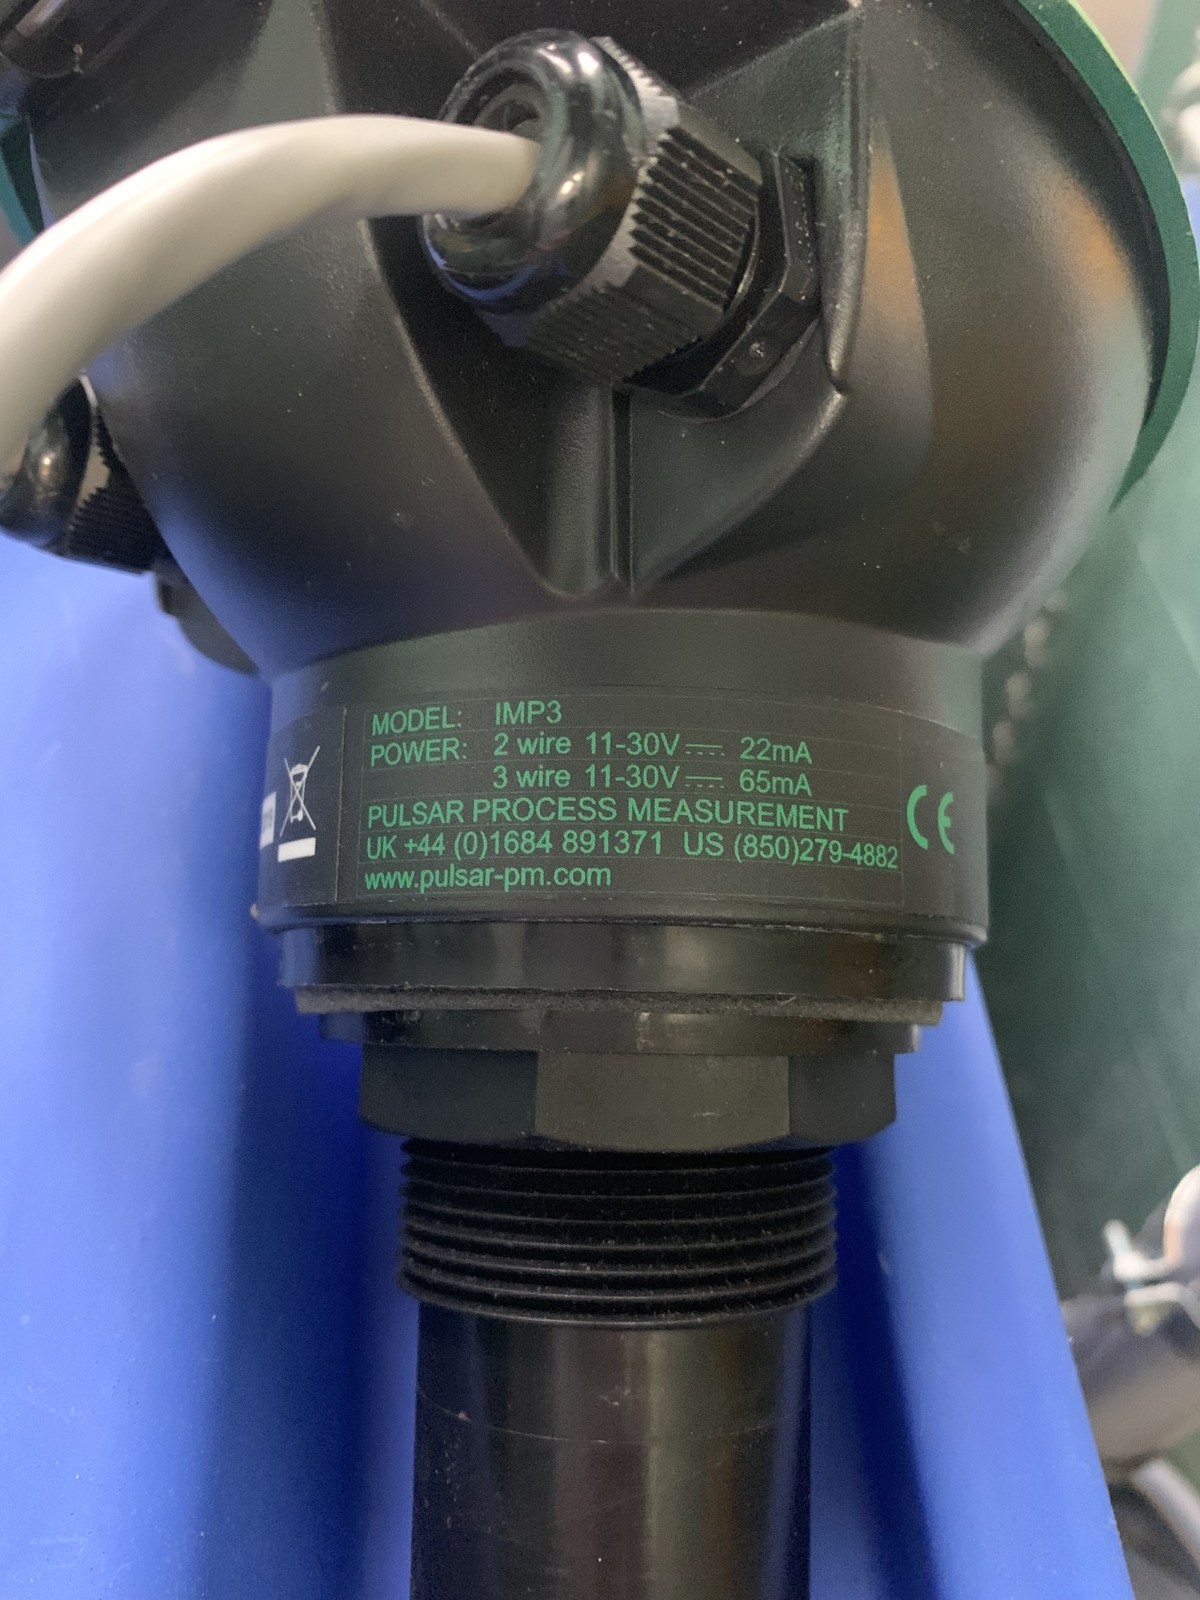 MODEL: IMP3
POWER: 2 wire 11-30V⎓ 22mA
3 wire 11-30V⎓ 65mA
PULSAR PROCESS MEASUREMENT
UK +44 (0)1684 891371 US (850)279-4882
www.pulsar-pm.com
CE